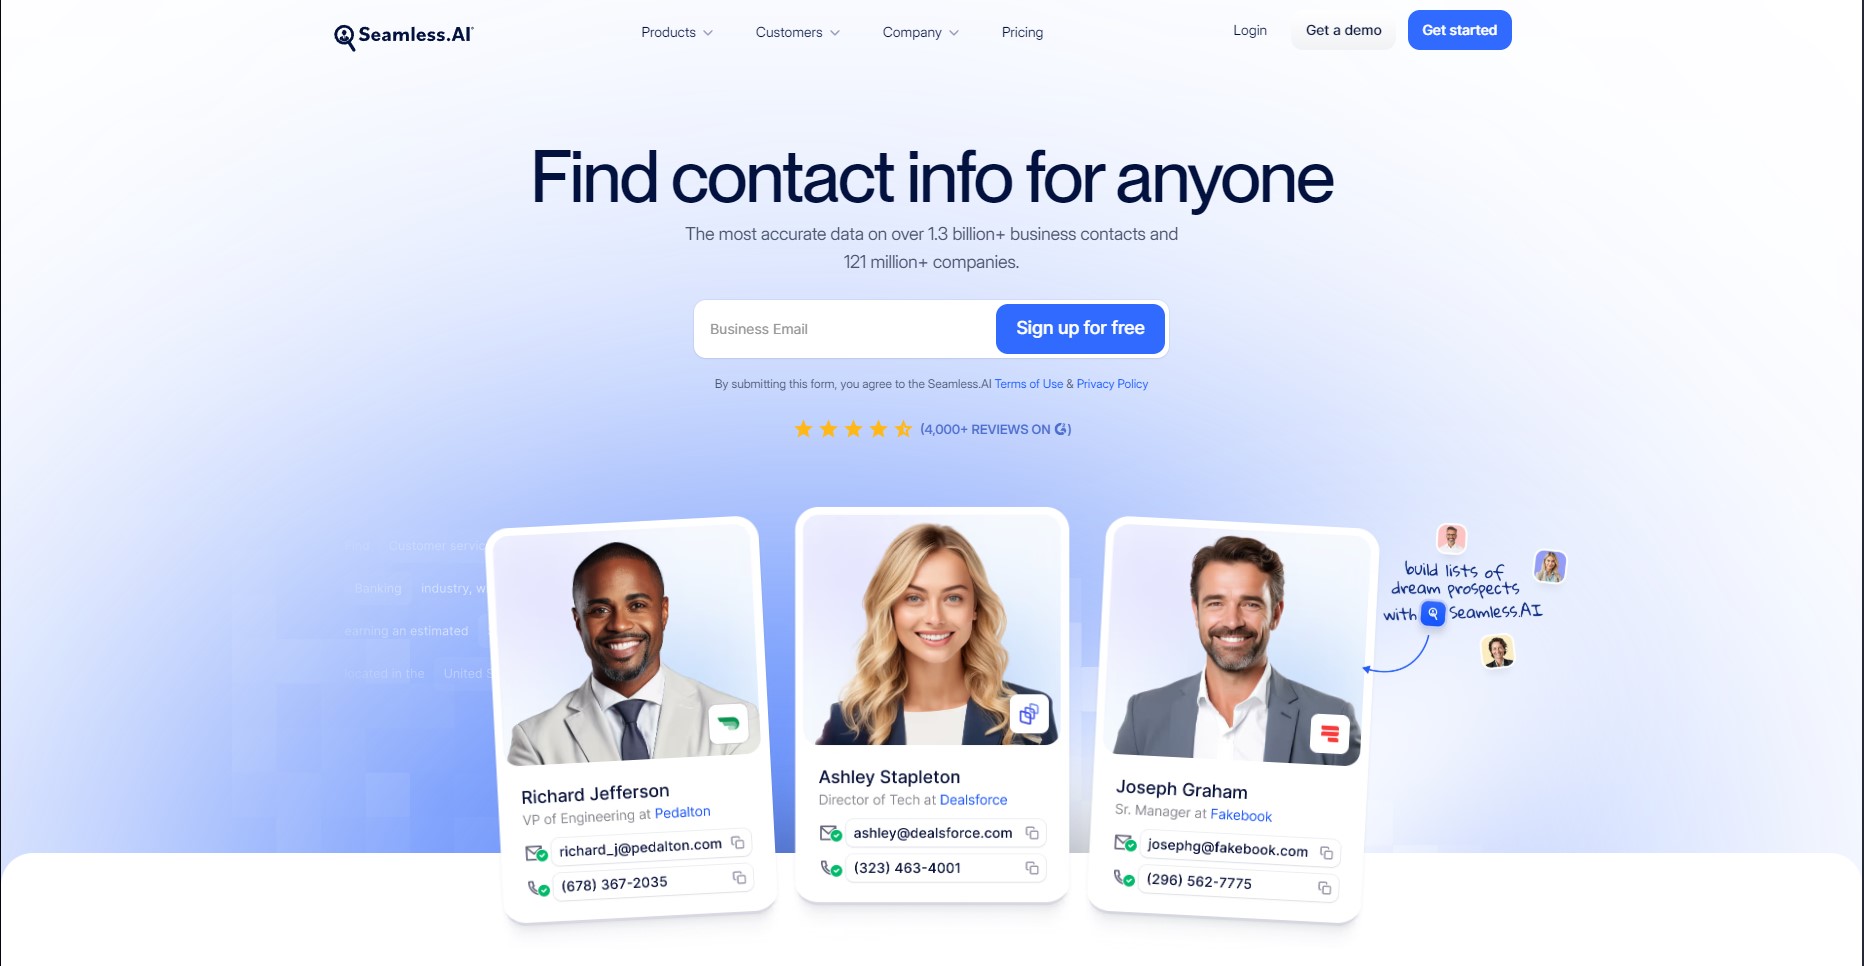 Seamless.AI
Products
Customers
Company
Pricing
Login
Get a demo
Get started
Find contact info for anyone
The most accurate data on over 1.3 billion+ business contacts and
121 million+ companies.
Business Email
Sign up for free
By submitting this form, you agree to the Seamless.AI Terms of Use & Privacy Policy
(4,000+ REVIEWS ON G2)
Find Customer servic
Banking industry, w
earning an estimated
located in the United S
build lists of
dream prospects
with Seamless.AI
Richard Jefferson
VP of Engineering at Pedalton
richard_j@pedalton.com
(678) 367-2035
Ashley Stapleton
Director of Tech at Dealsforce
ashley@dealsforce.com
(323) 463-4001
Joseph Graham
Sr. Manager at Fakebook
josephg@fakebook.com
(296) 562-7775